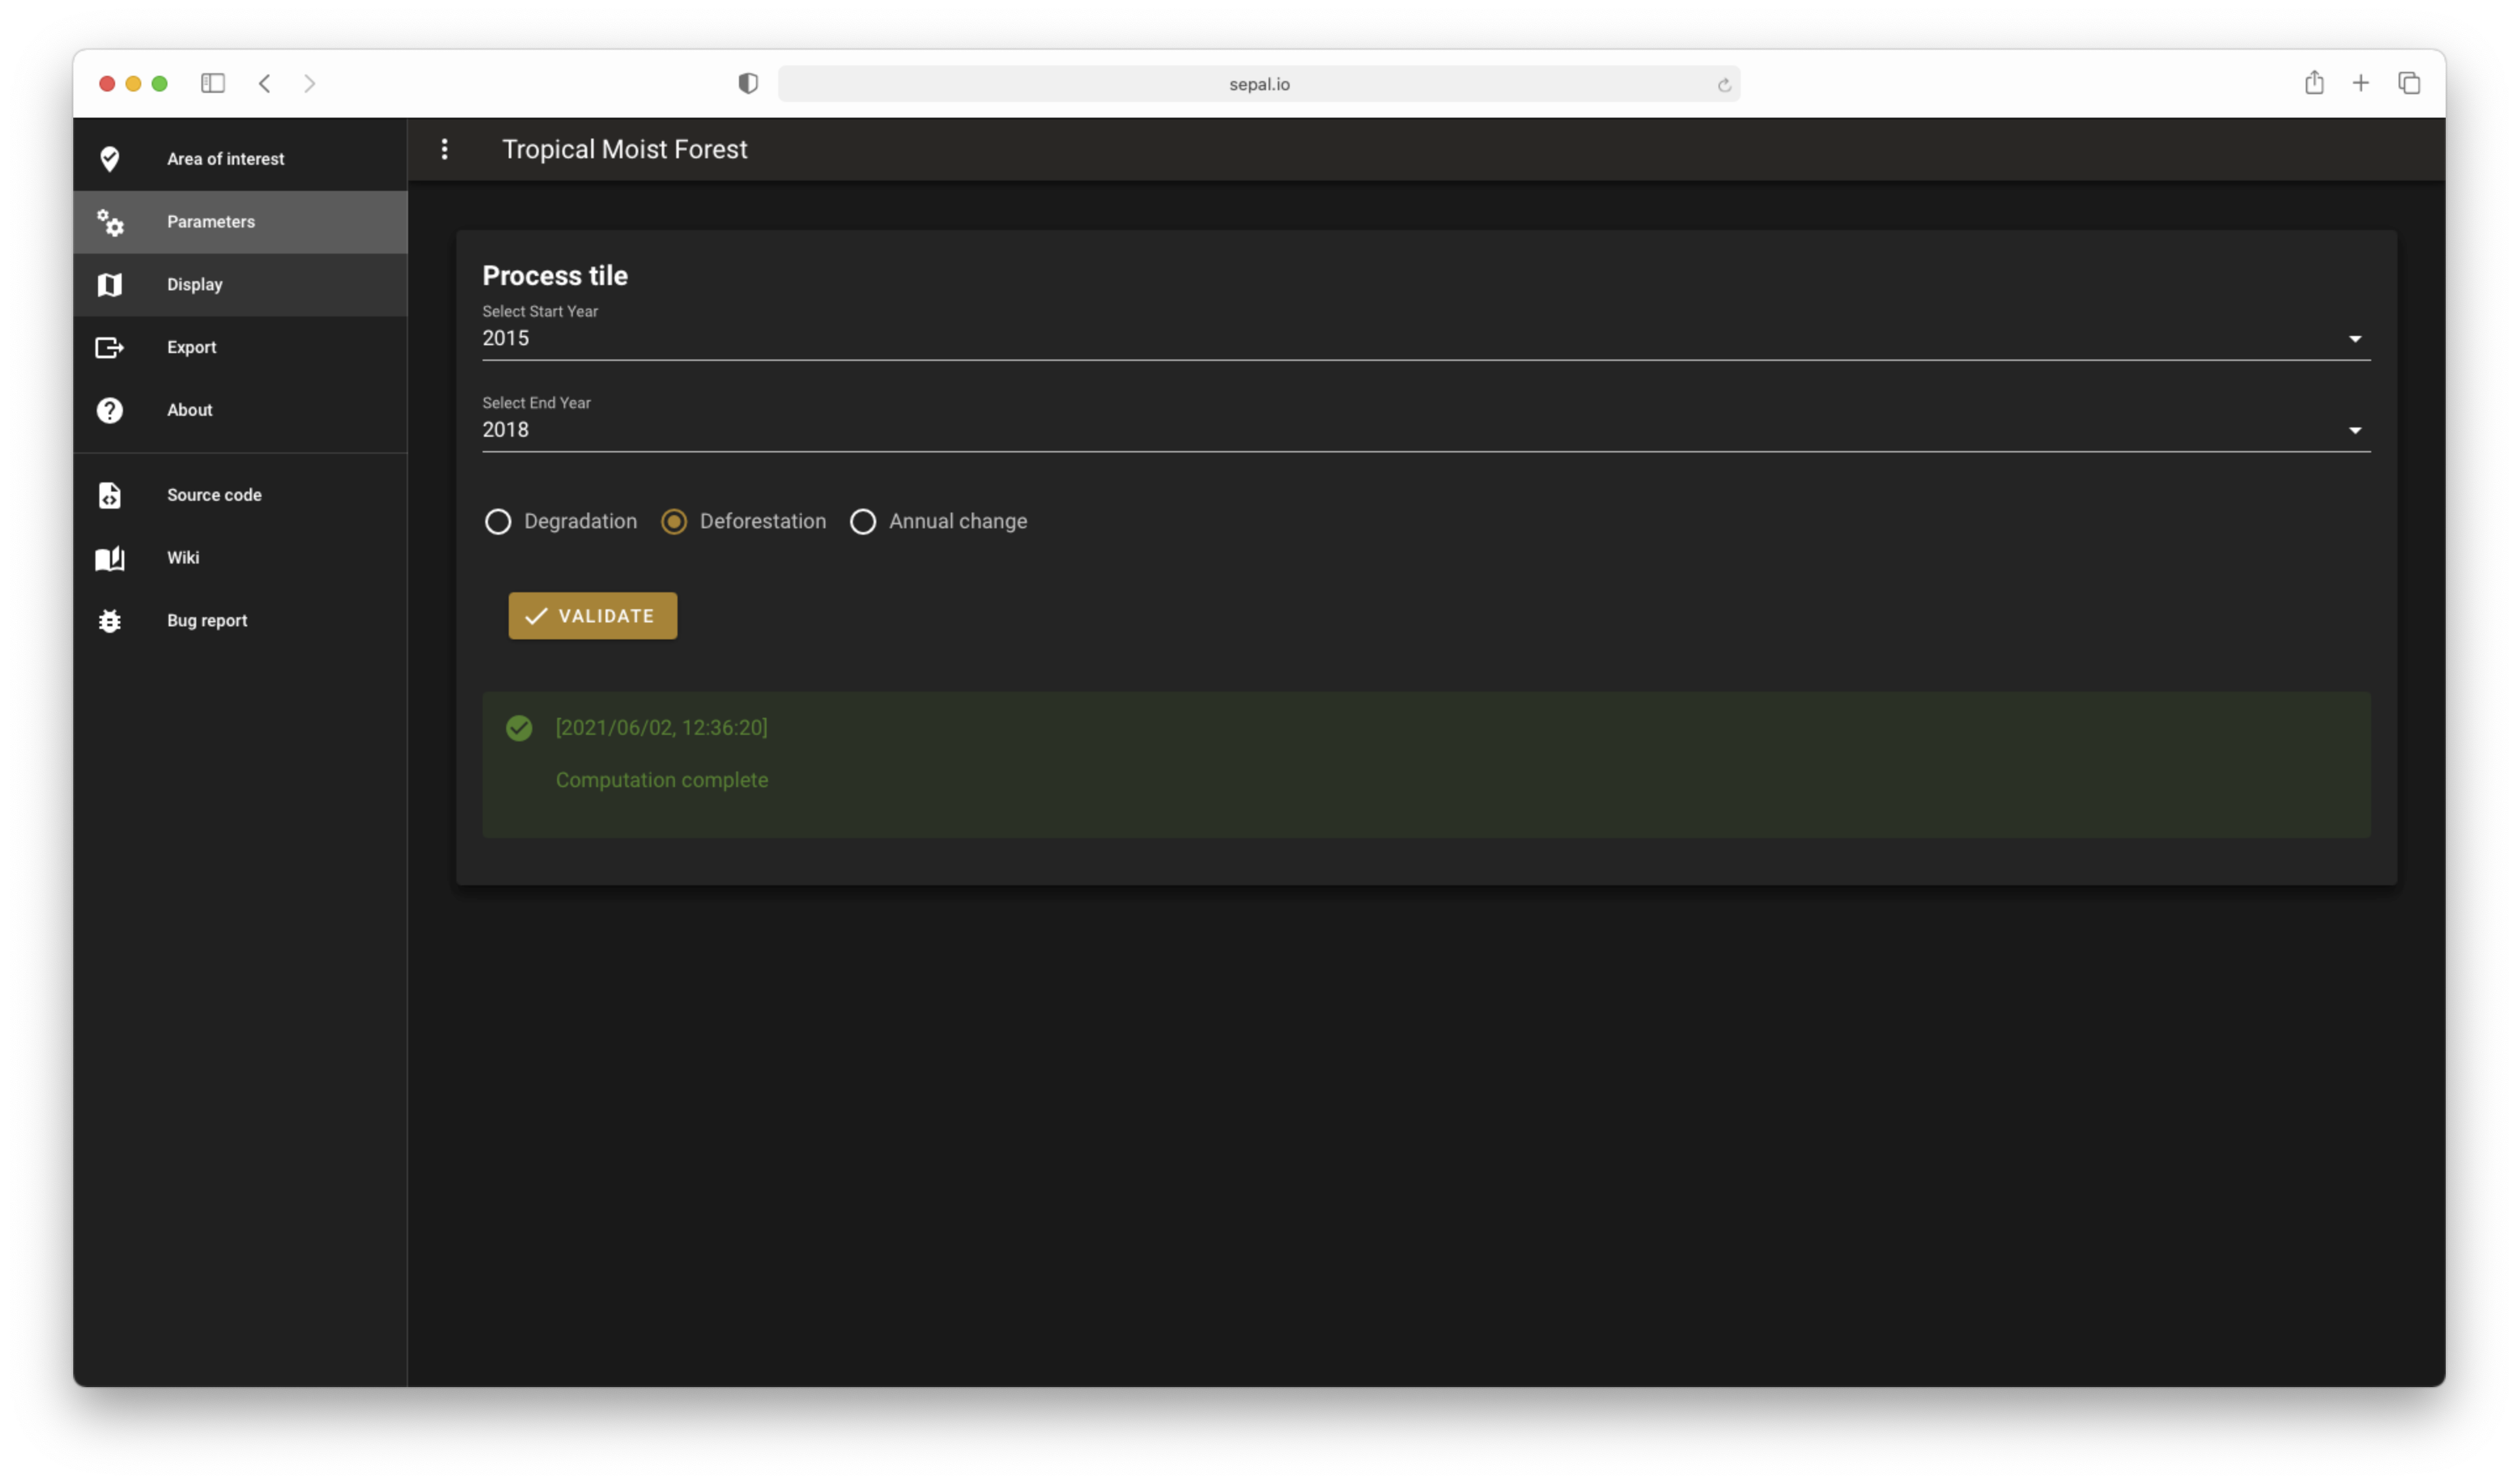 sepal.io
Area of interest
Parameters
Display
Export
About
Source code
Wiki
Bug report
Tropical Moist Forest
Process tile
Select Start Year
2015
Select End Year
2018
Degradation Deforestation Annual change
VALIDATE
[2021/06/02, 12:36:20]
Computation complete